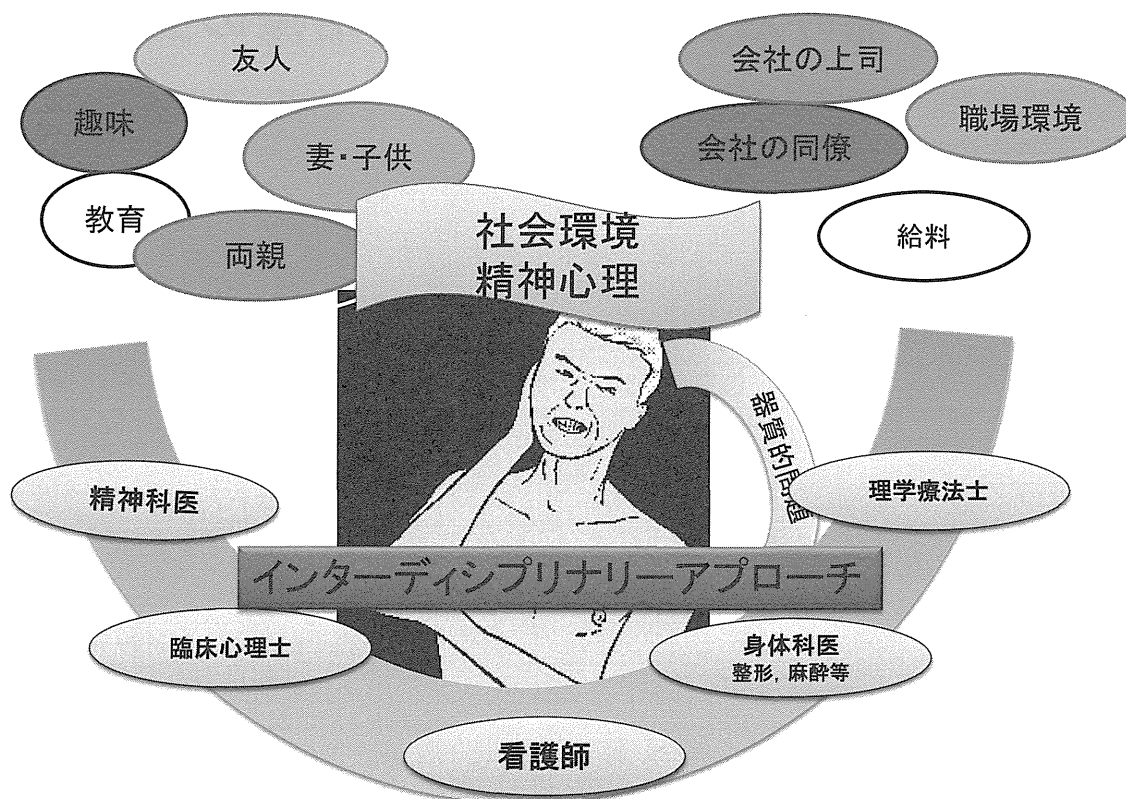 友人
趣味
妻・子供
教育
両親
会社の上司
職場環境
会社の同僚
給料
社会環境
精神心理
器質的問題
精神科医
理学療法士
インターディシプリナリーアプローチ
臨床心理士
身体科医
整形, 麻酔等
看護師